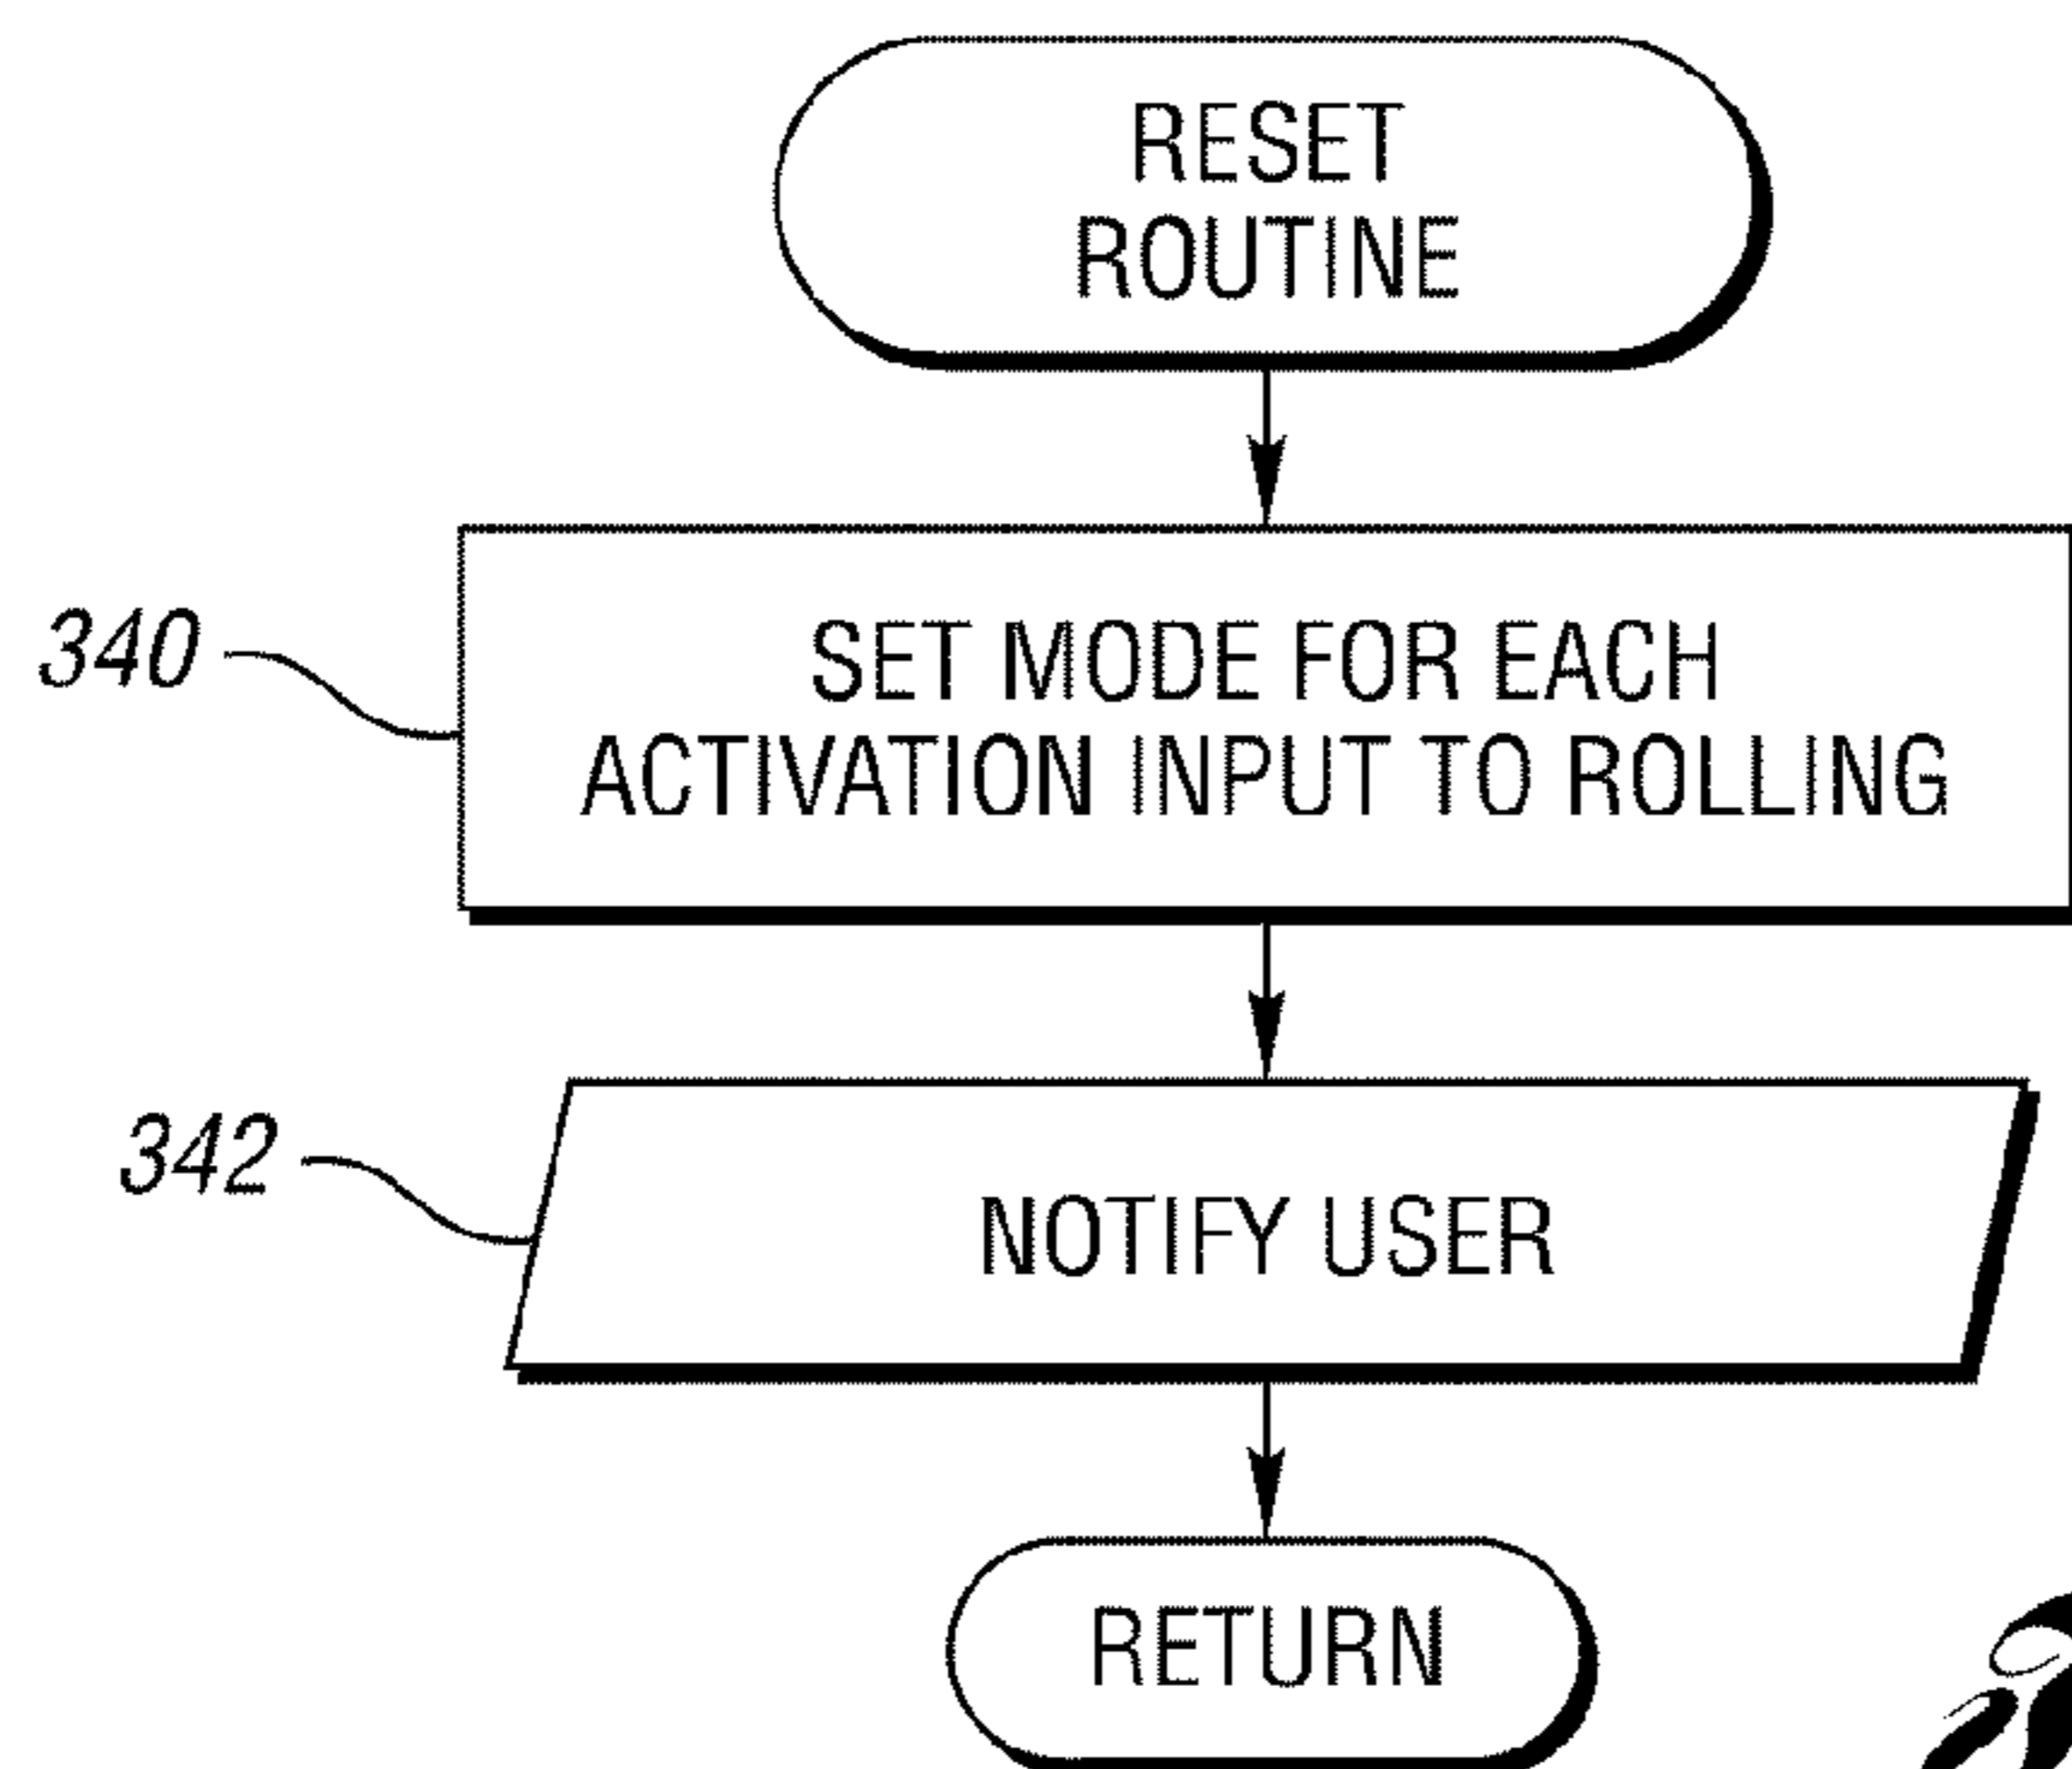 RESET
ROUTINE
340
SET MODE FOR EACH
ACTIVATION INPUT TO ROLLING
342
NOTIFY USER
RETURN